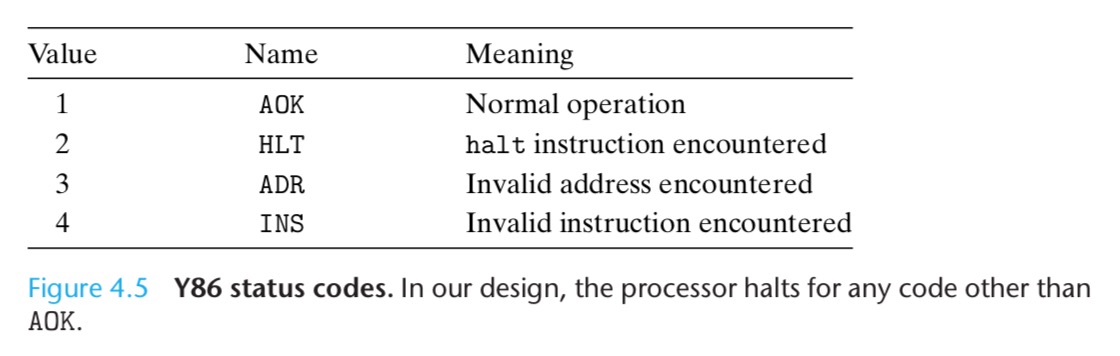 Value Name Meaning
1 AOK Normal operation
2 HLT halt instruction encountered
3 ADR Invalid address encountered
4 INS Invalid instruction encountered
Figure 4.5 Y86 status codes. In our design, the processor halts for any code other than
AOK.